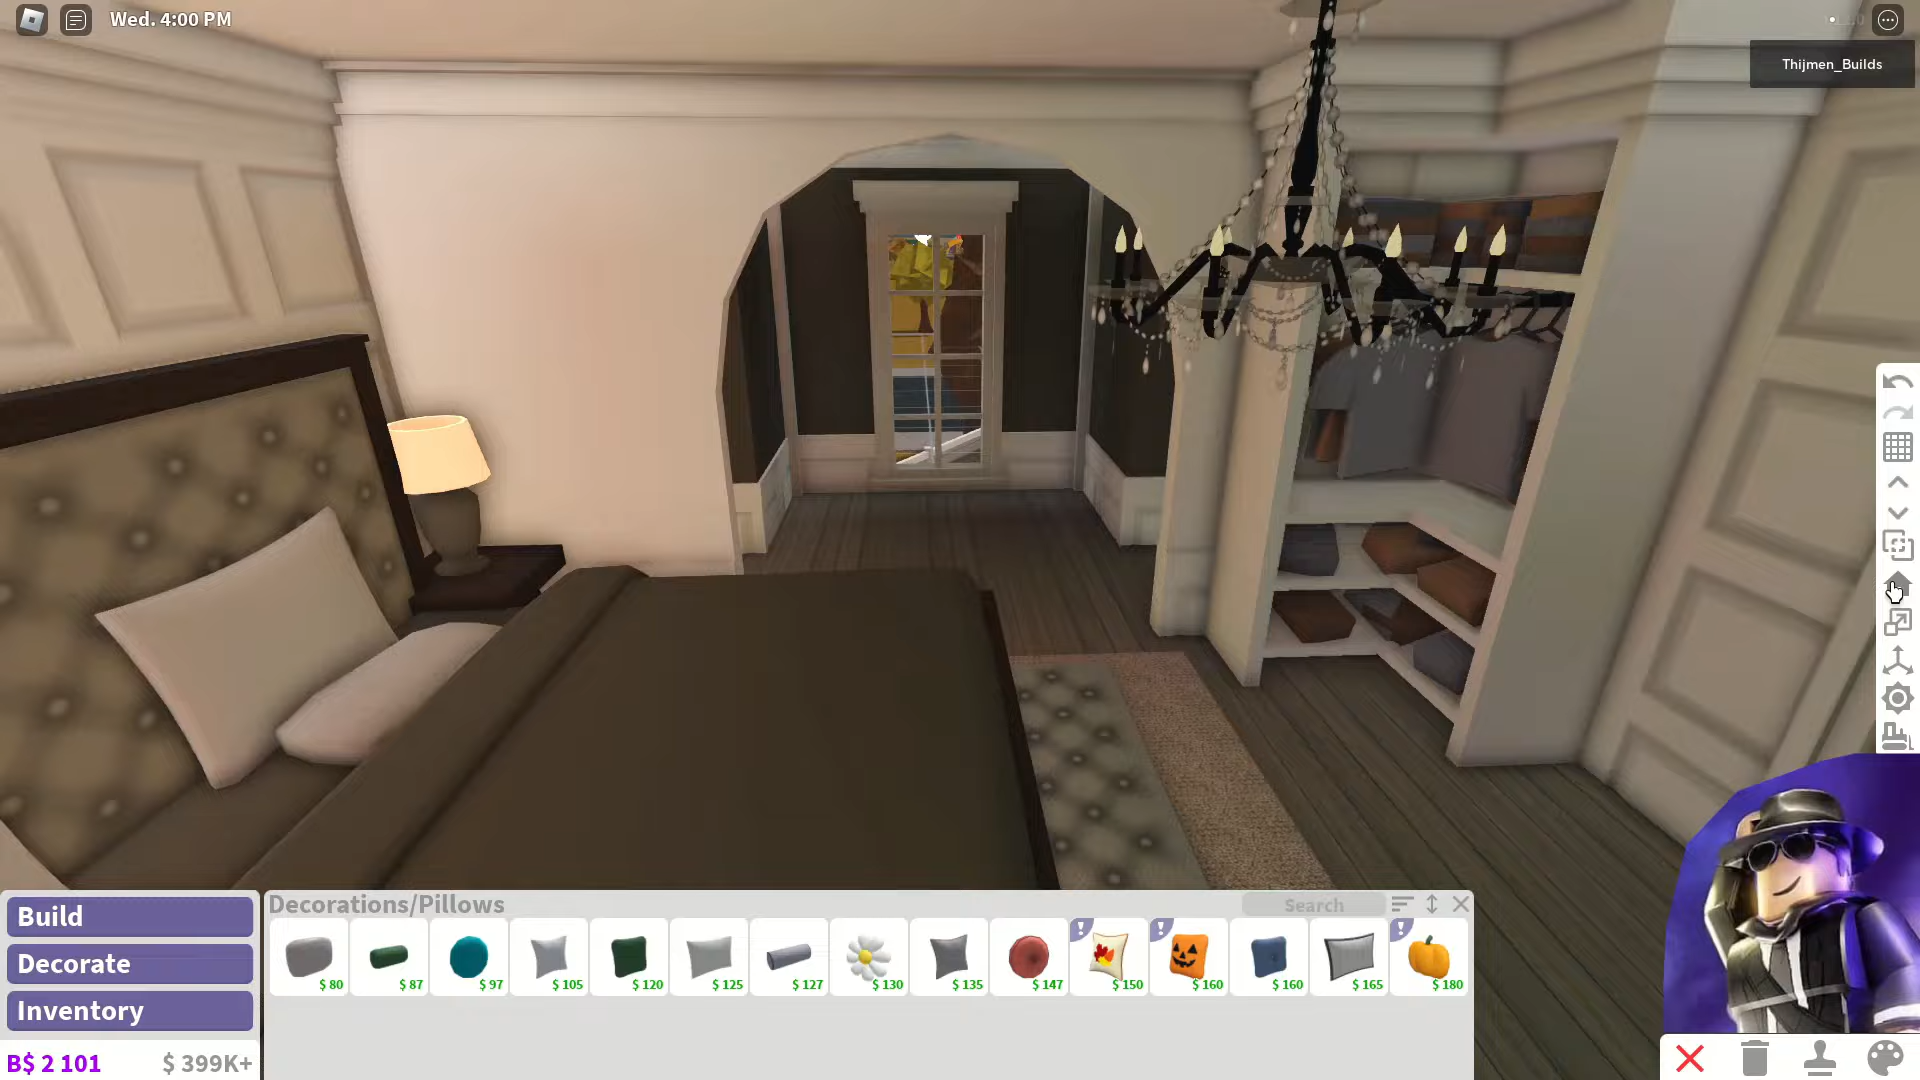 Wed. 4:00 PM
Thijmen_Builds
Build
Decorate
Inventory
B$ 2 101
$ 399K+
Decorations/Pillows
Search
$ 80
$ 87
$ 97
$ 105
$ 120
$ 125
$ 127
$ 130
$ 135
$ 147
$ 150
$ 160
$ 160
$ 165
$ 180